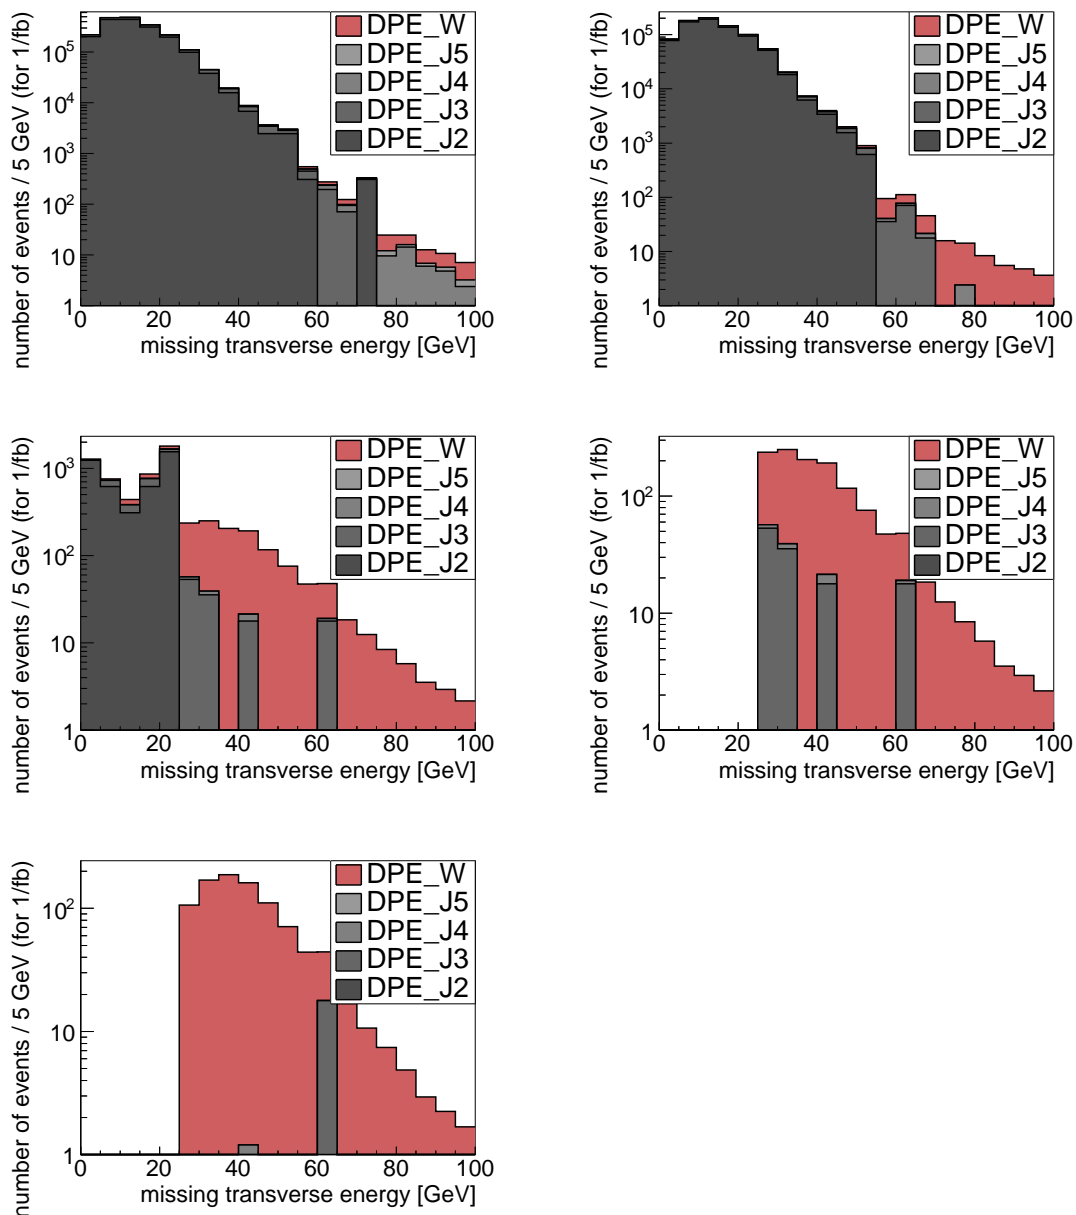 number of events / 5 GeV (for 1/fb)
10^5
10^4
10^3
10^2
10
1
DPE_W
DPE_J5
DPE_J4
DPE_J3
DPE_J2
0 20 40 60 80 100
missing transverse energy [GeV]
number of events / 5 GeV (for 1/fb)
10^5
10^4
10^3
10^2
10
1
DPE_W
DPE_J5
DPE_J4
DPE_J3
DPE_J2
0 20 40 60 80 100
missing transverse energy [GeV]
number of events / 5 GeV (for 1/fb)
10^3
10^2
10
1
DPE_W
DPE_J5
DPE_J4
DPE_J3
DPE_J2
0 20 40 60 80 100
missing transverse energy [GeV]
number of events / 5 GeV (for 1/fb)
10^2
10
1
DPE_W
DPE_J5
DPE_J4
DPE_J3
DPE_J2
0 20 40 60 80 100
missing transverse energy [GeV]
number of events / 5 GeV (for 1/fb)
10^2
10
1
DPE_W
DPE_J5
DPE_J4
DPE_J3
DPE_J2
0 20 40 60 80 100
missing transverse energy [GeV]